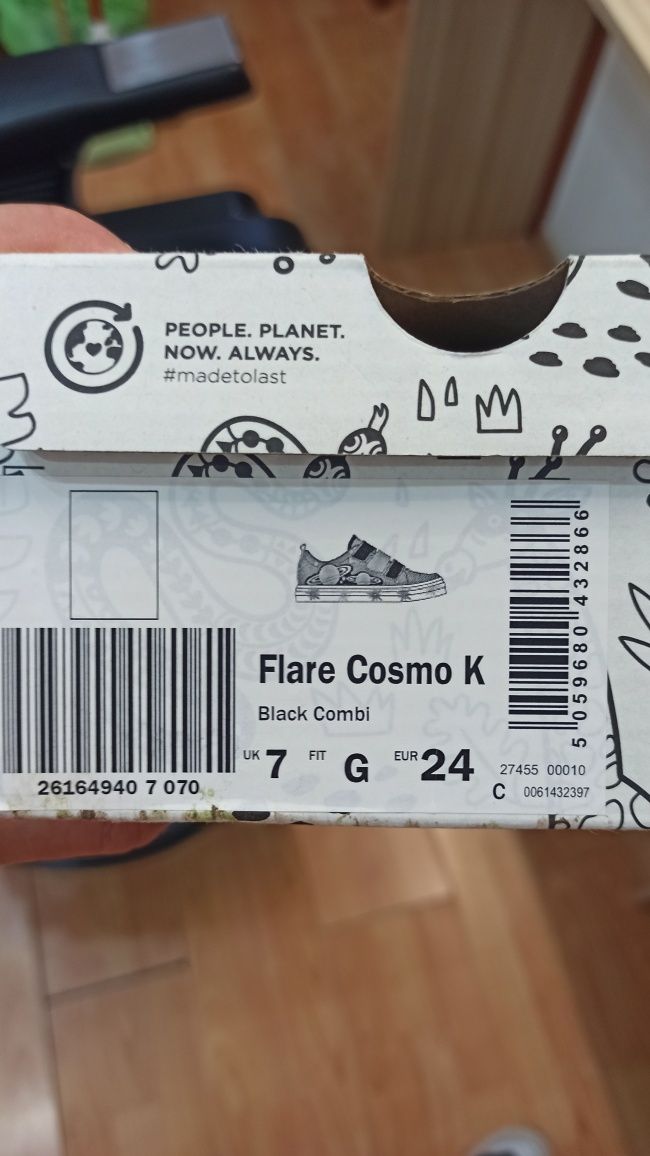 PEOPLE. PLANET.
NOW. ALWAYS.
#madetolast
Flare Cosmo K
Black Combi
UK 7 FIT G EUR 24
26164940 7 070
27455 00010
C 0061432397
5 059680 432866